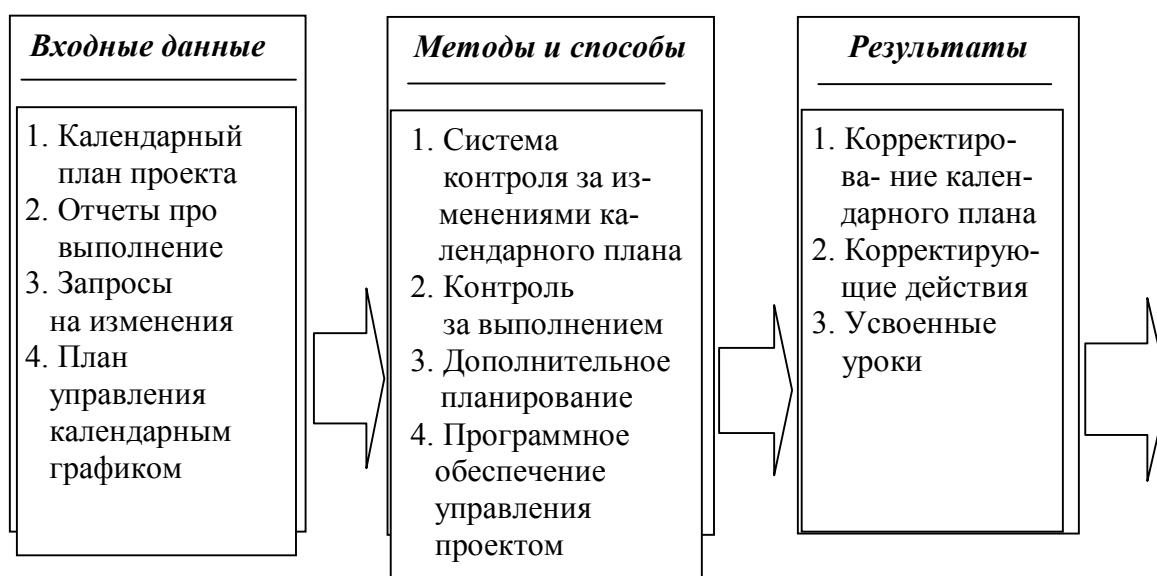 Входные данные
1. Календарный
план проекта
2. Отчеты про
выполнение
3. Запросы
на изменения
4. План
управления
календарным
графиком
Методы и способы
1. Система
контроля за из-
менениями ка-
лендарного плана
2. Контроль
за выполнением
3. Дополнительное
планирование
4. Программное
обеспечение
управления
проектом
Результаты
1. Корректиро-
ва- ние кален-
дарного плана
2. Корректирую-
щие действия
3. Усвоенные
уроки